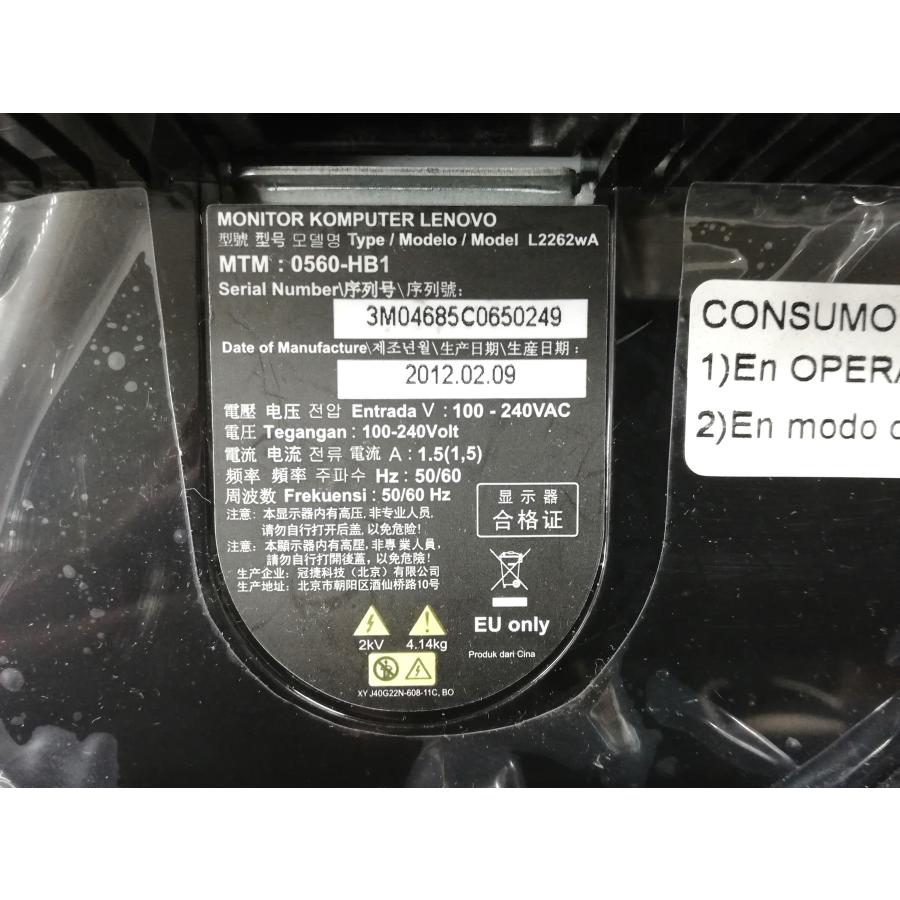 MONITOR KOMPUTER LENOVO
型號 型号 모델명 Type / Modelo / Model L2262wA
MTM : 0560-HB1
Serial Number\序列号\序列號:
3M04685C0650249
Date of Manufacture\제조년월\生产日期\生產日期 :
2012.02.09
電壓 电压 전압 Entrada V : 100 - 240VAC
電圧 Tegangan : 100-240Volt
電流 电流 전류 電流 A : 1.5(1,5)
频率 頻率 주파수 Hz : 50/60
周波数 Frekuensi : 50/60 Hz
注意: 本显示器内有高压, 非专业人员,
请勿自行打开后盖, 以免危险!
注意: 本顯示器內有高壓, 非專業人員,
請勿自行打開後蓋, 以免危險!
生产企业: 冠捷科技（北京）有限公司
生产地址: 北京市朝阳区酒仙桥路10号
显示器
合格证
EU only
2kV 4.14kg
Produk dari Cina
XY J40G22N-608-11C, BO
CONSUMO
1)En OPERA
2)En modo d